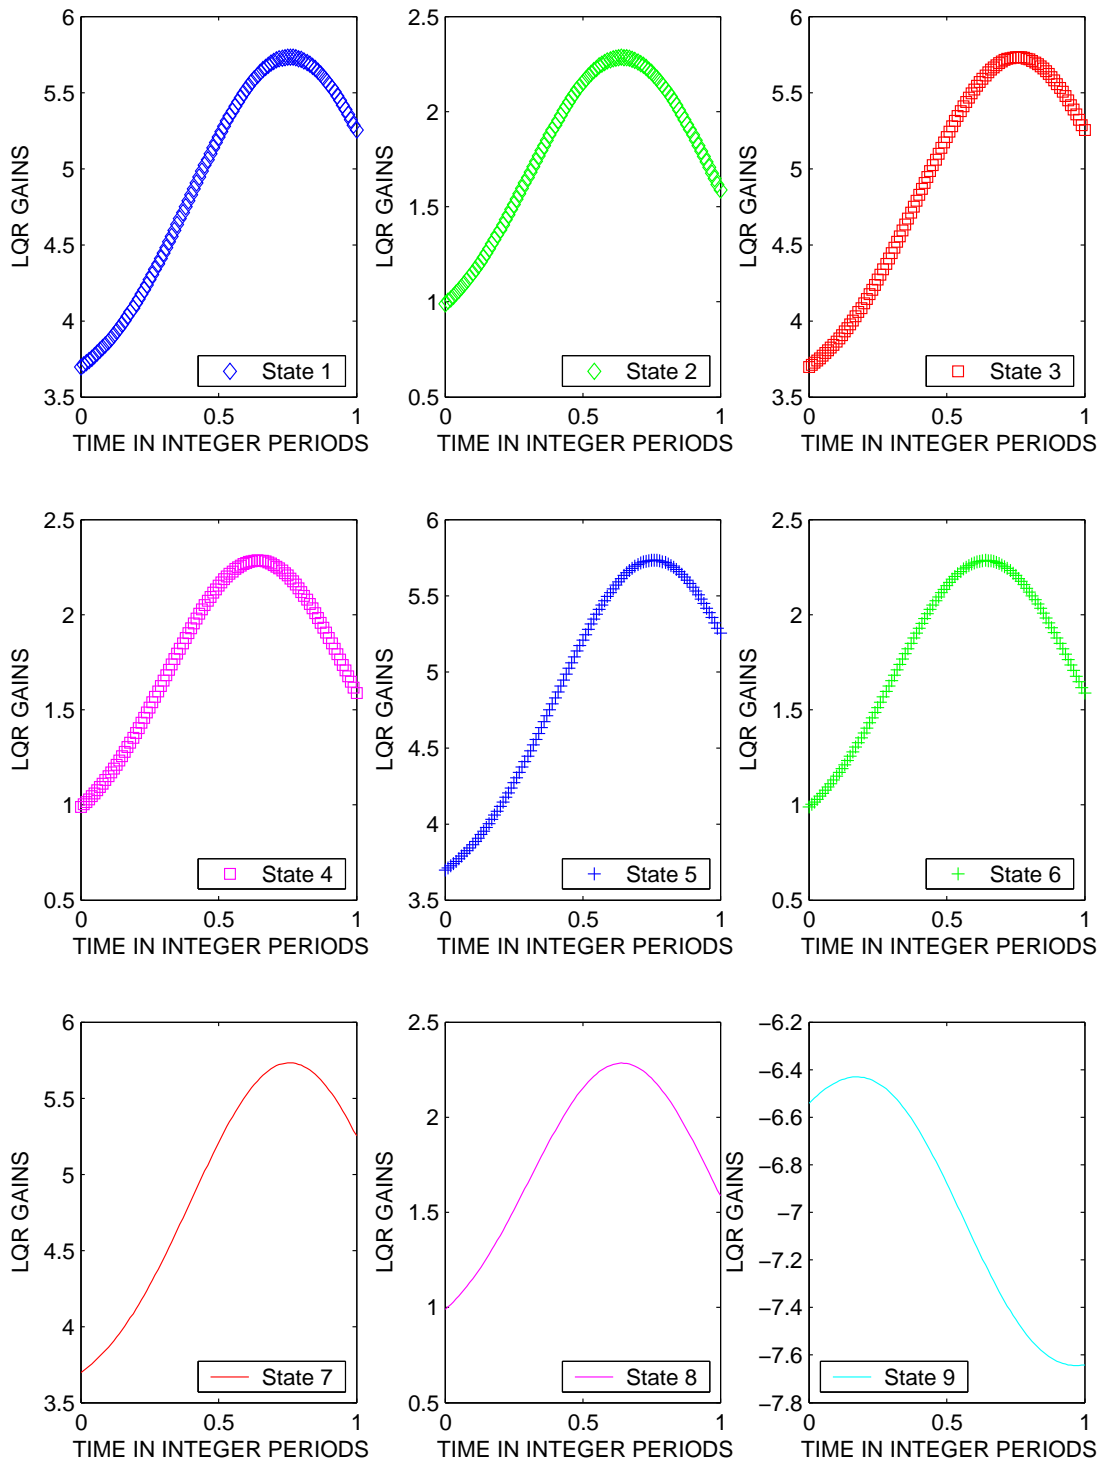 6
5.5
5
4.5
4
3.5
LQR GAINS
State 1
0 0.5 1
TIME IN INTEGER PERIODS
2.5
2
1.5
1
0.5
LQR GAINS
State 2
0 0.5 1
TIME IN INTEGER PERIODS
6
5.5
5
4.5
4
3.5
LQR GAINS
State 3
0 0.5 1
TIME IN INTEGER PERIODS
2.5
2
1.5
1
0.5
LQR GAINS
State 4
0 0.5 1
TIME IN INTEGER PERIODS
6
5.5
5
4.5
4
3.5
LQR GAINS
State 5
0 0.5 1
TIME IN INTEGER PERIODS
2.5
2
1.5
1
0.5
LQR GAINS
State 6
0 0.5 1
TIME IN INTEGER PERIODS
6
5.5
5
4.5
4
3.5
LQR GAINS
State 7
0 0.5 1
TIME IN INTEGER PERIODS
2.5
2
1.5
1
0.5
LQR GAINS
State 8
0 0.5 1
TIME IN INTEGER PERIODS
−6.2
−6.4
−6.6
−6.8
−7
−7.2
−7.4
−7.6
−7.8
LQR GAINS
State 9
0 0.5 1
TIME IN INTEGER PERIODS